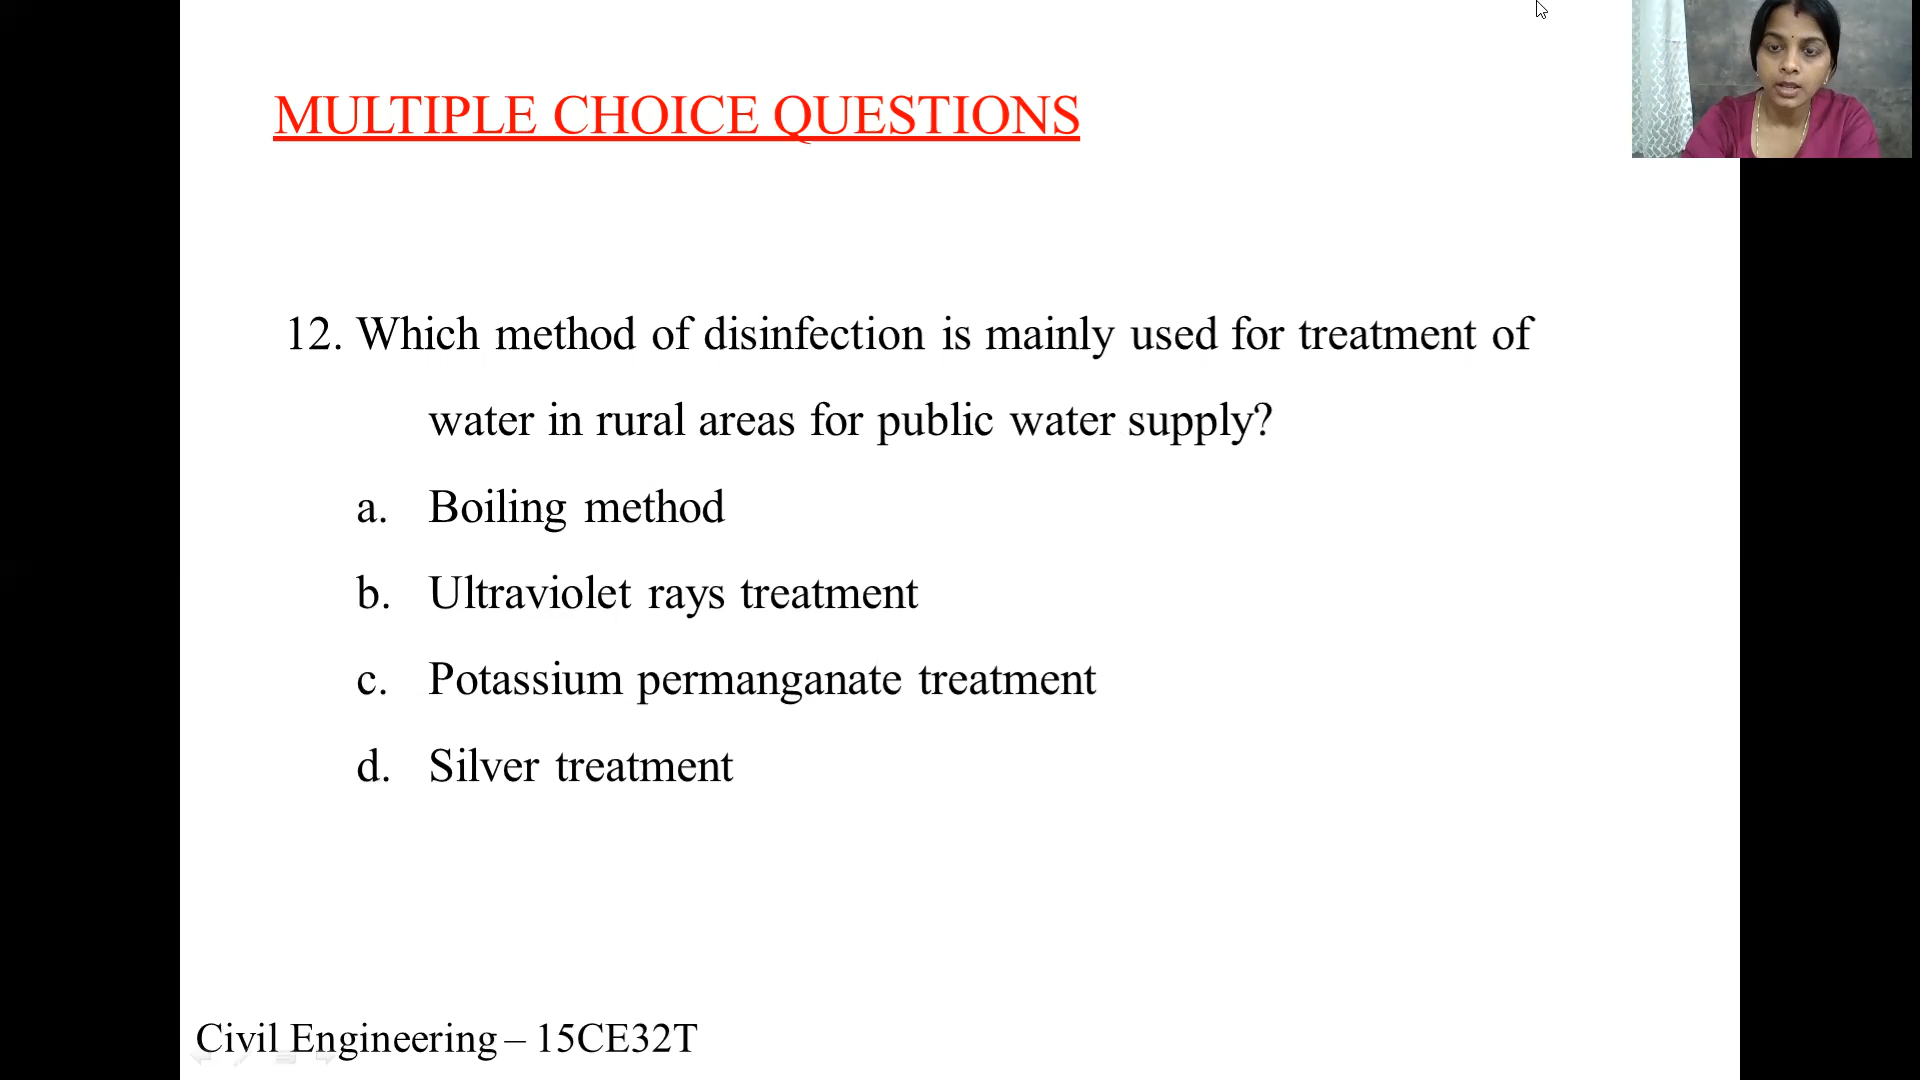 MULTIPLE CHOICE QUESTIONS
12. Which method of disinfection is mainly used for treatment of
water in rural areas for public water supply?
a. Boiling method
b. Ultraviolet rays treatment
c. Potassium permanganate treatment
d. Silver treatment
Civil Engineering – 15CE32T